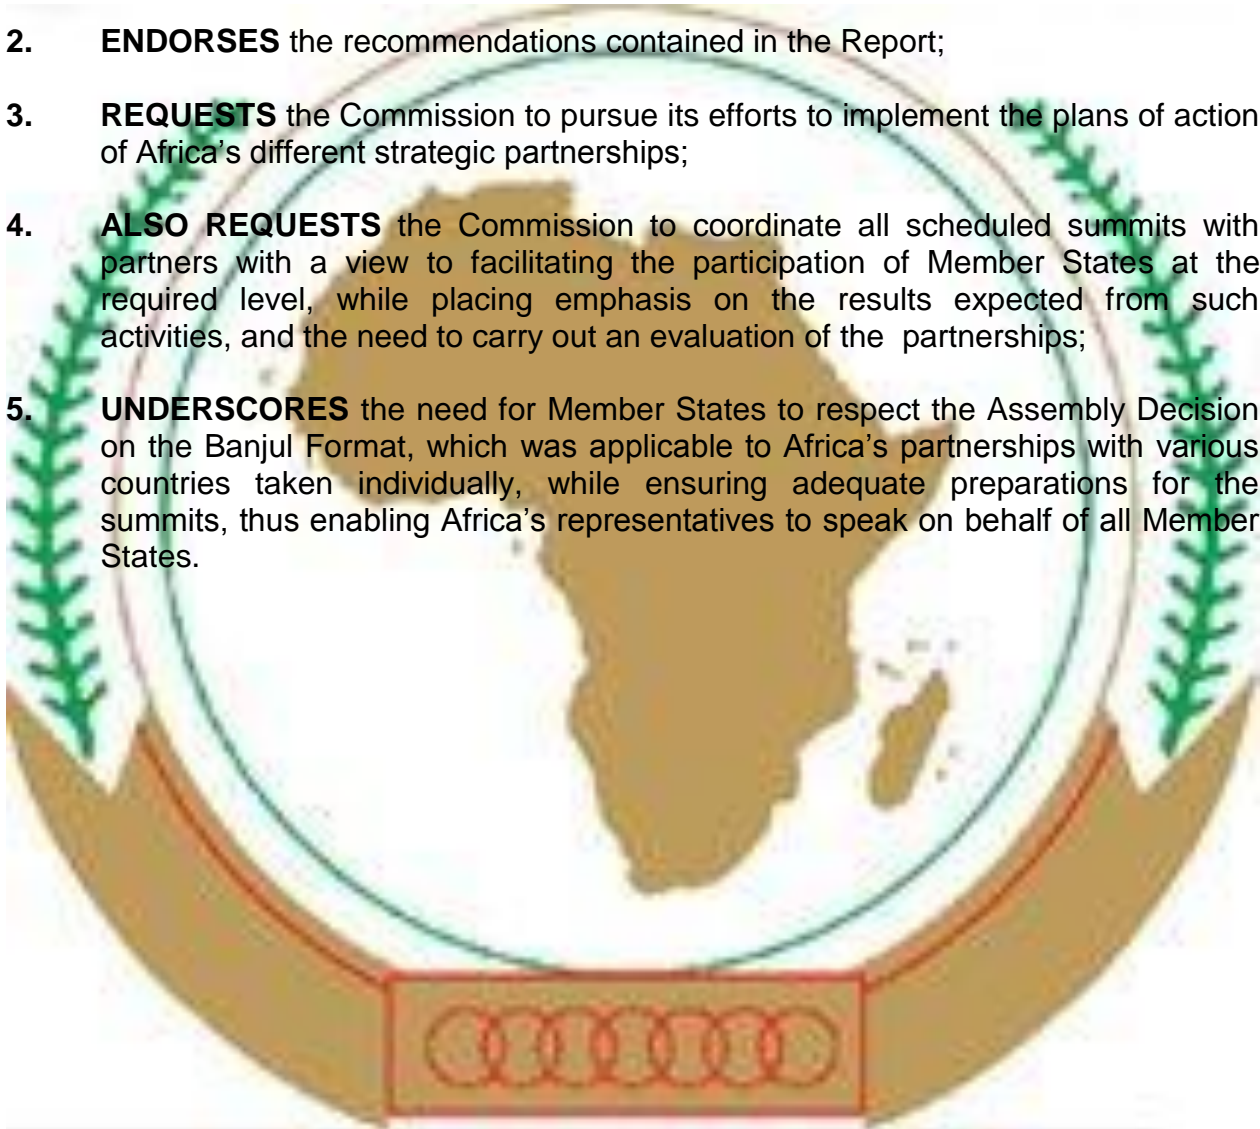 2. ENDORSES the recommendations contained in the Report;
3. REQUESTS the Commission to pursue its efforts to implement the plans of action
of Africa’s different strategic partnerships;
4. ALSO REQUESTS the Commission to coordinate all scheduled summits with
partners with a view to facilitating the participation of Member States at the
required level, while placing emphasis on the results expected from such
activities, and the need to carry out an evaluation of the partnerships;
5. UNDERSCORES the need for Member States to respect the Assembly Decision
on the Banjul Format, which was applicable to Africa’s partnerships with various
countries taken individually, while ensuring adequate preparations for the
summits, thus enabling Africa’s representatives to speak on behalf of all Member
States.